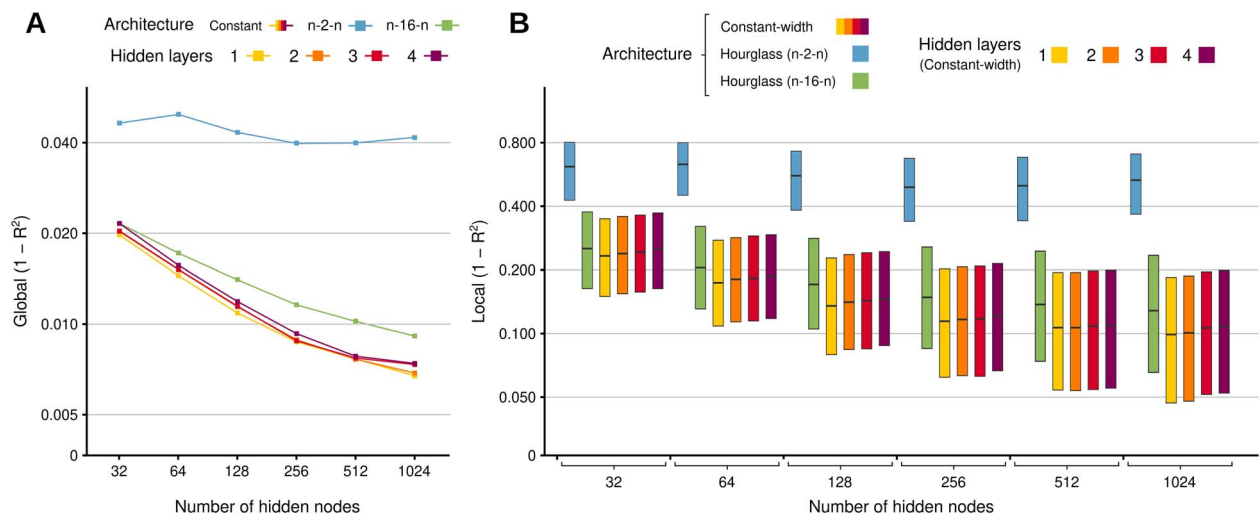 A
Architecture Constant n-2-n n-16-n
Hidden layers 1 2 3 4
Global (1 − R²)
0.040
0.020
0.010
0.005
0
32 64 128 256 512 1024
Number of hidden nodes
B
Architecture
Constant-width
Hourglass (n-2-n)
Hourglass (n-16-n)
Hidden layers 1 2 3 4
(Constant-width)
Local (1 − R²)
0.800
0.400
0.200
0.100
0.050
0
32 64 128 256 512 1024
Number of hidden nodes